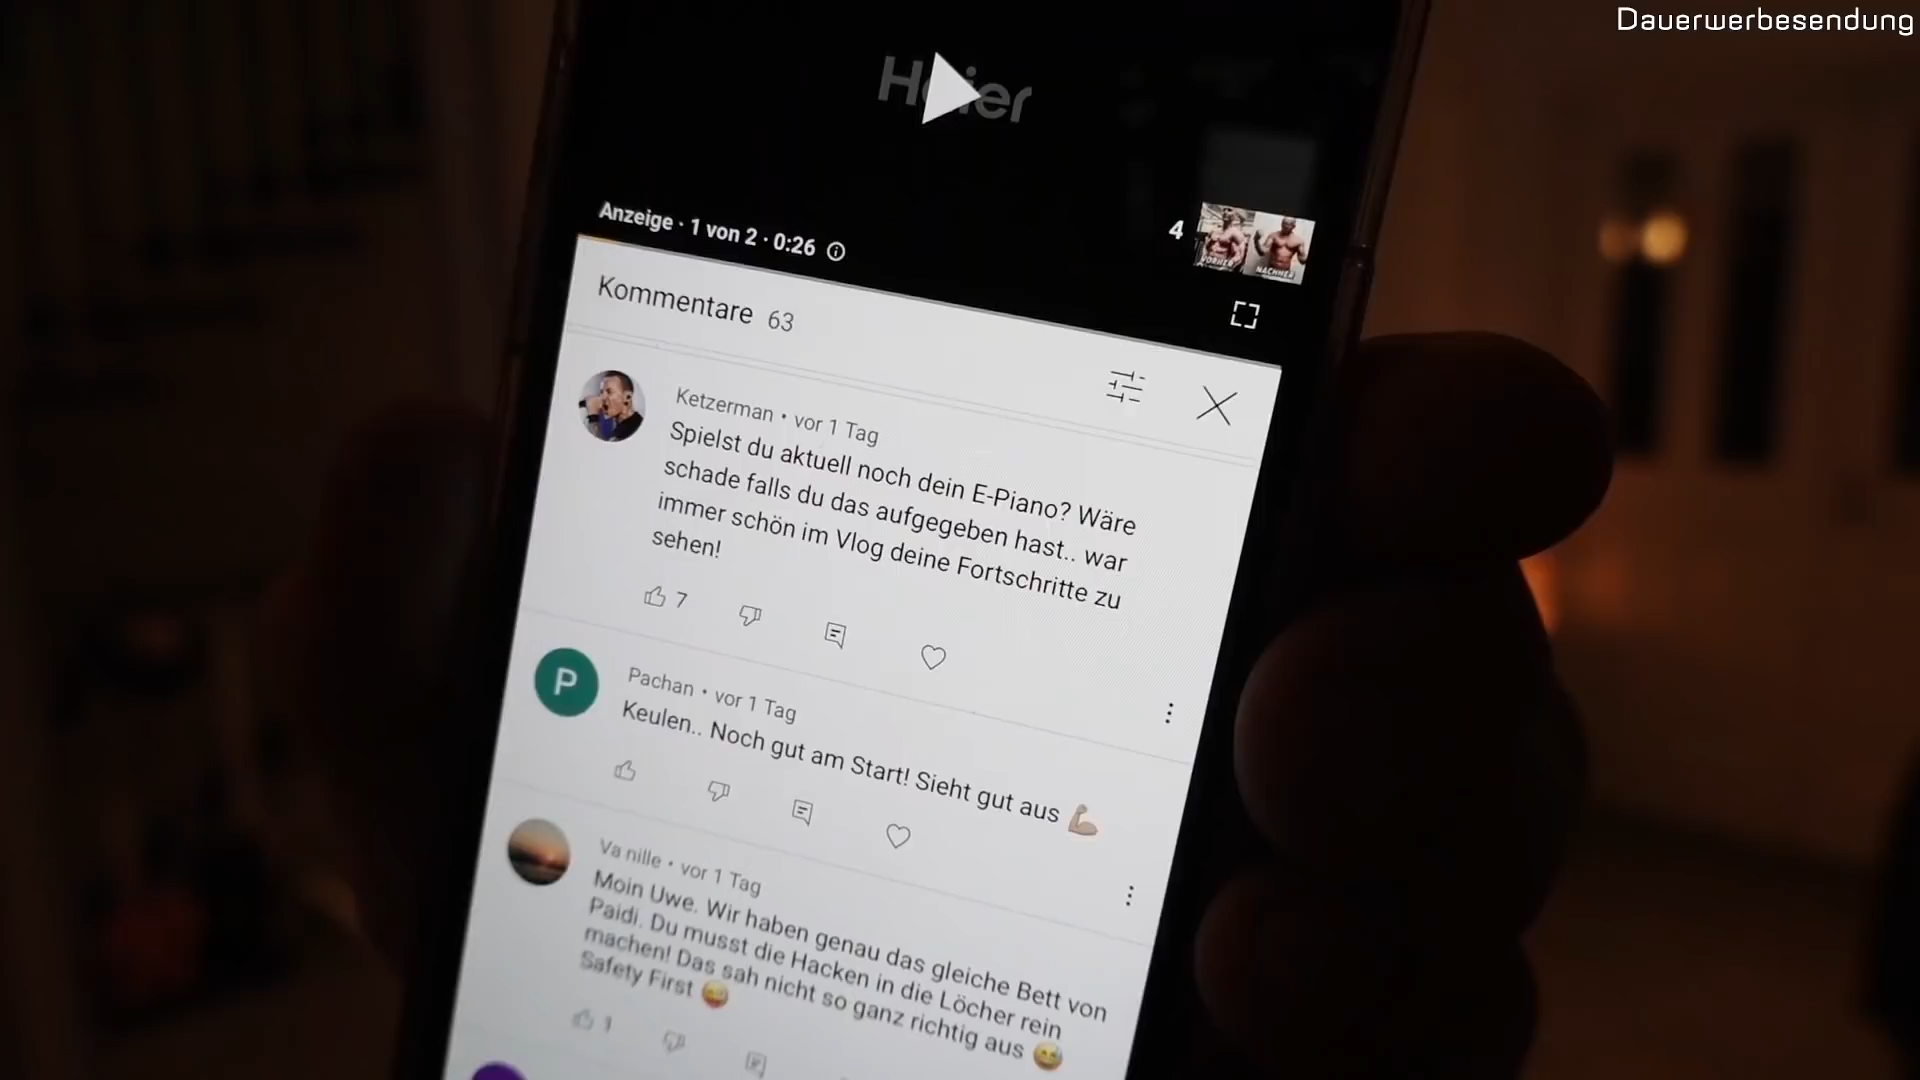 Dauerwerbesendung
Haier
Anzeige · 1 von 2 · 0:26
4
VORHER
NACHHER
Kommentare 63
Ketzerman • vor 1 Tag
Spielst du aktuell noch dein E-Piano? Wäre
schade falls du das aufgegeben hast.. war
immer schön im Vlog deine Fortschritte zu
sehen!
7
P
Pachan • vor 1 Tag
Keulen.. Noch gut am Start! Sieht gut aus 💪
Va nille • vor 1 Tag
Moin Uwe. Wir haben genau das gleiche Bett von
Paidi. Du musst die Hacken in die Löcher rein
machen! Das sah nicht so ganz richtig aus 😅
Safety First 😜
1